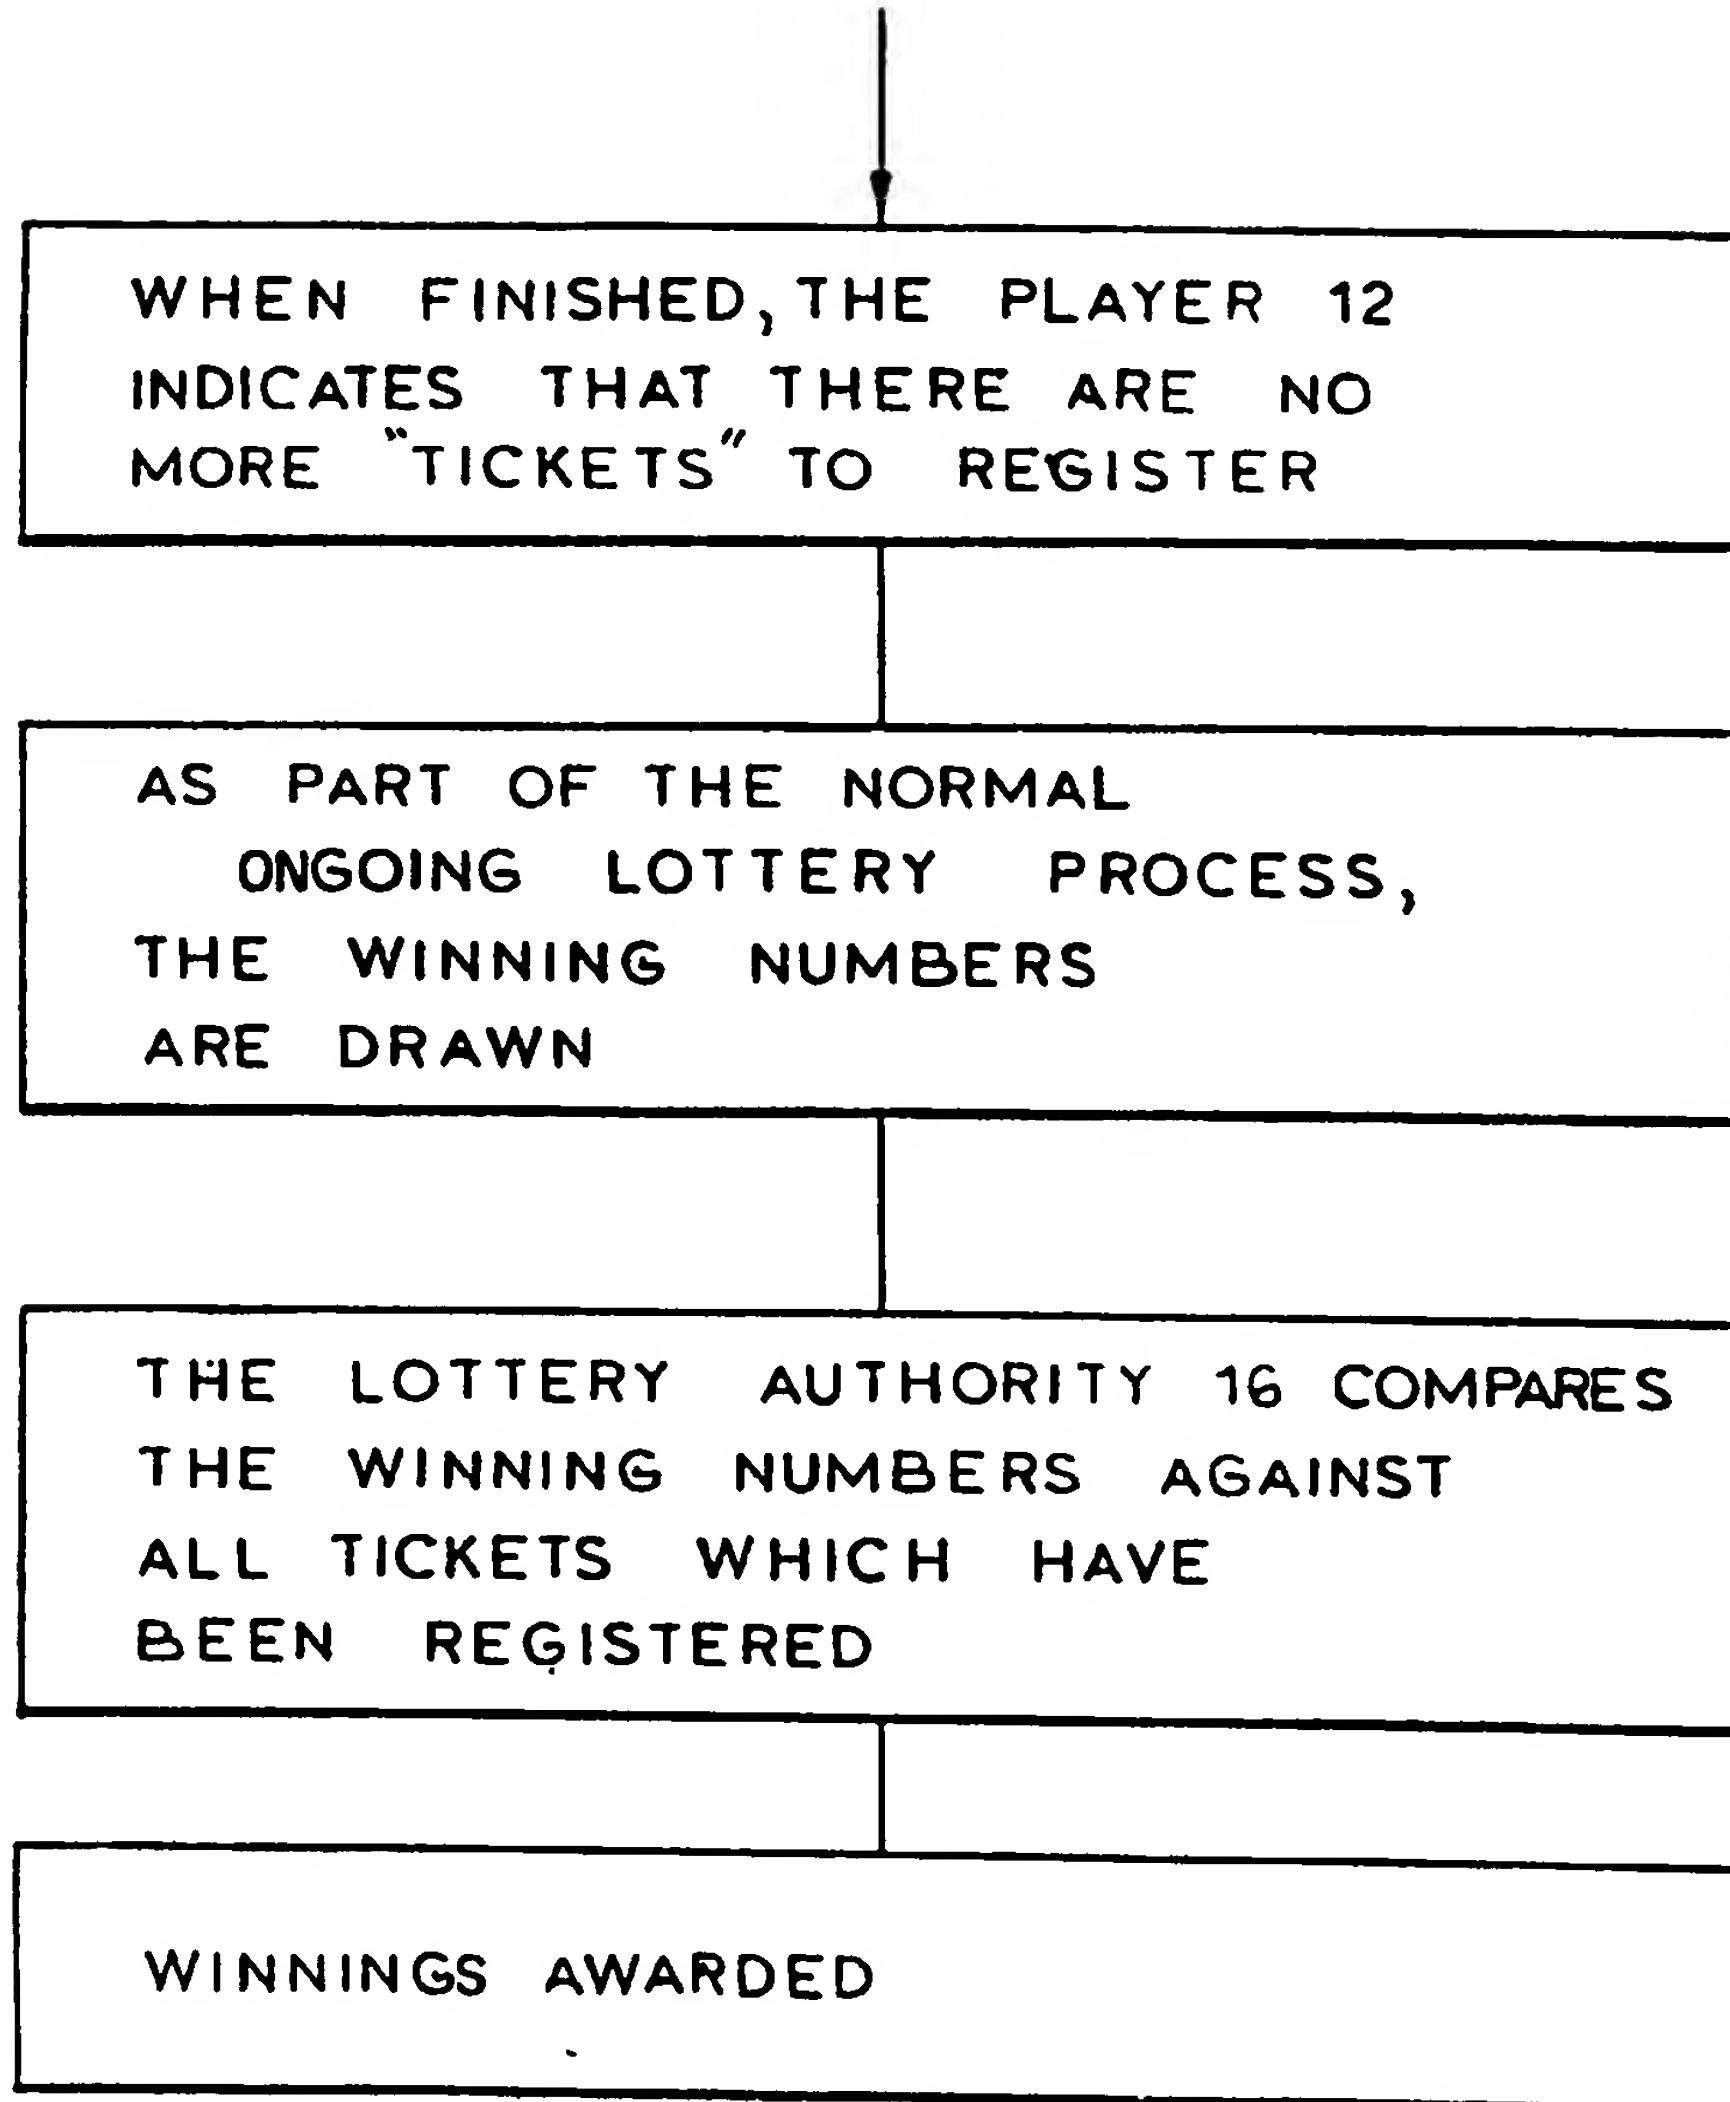 WHEN FINISHED, THE PLAYER 12
INDICATES THAT THERE ARE NO
MORE "TICKETS" TO REGISTER
AS PART OF THE NORMAL
ONGOING LOTTERY PROCESS,
THE WINNING NUMBERS
ARE DRAWN
THE LOTTERY AUTHORITY 16 COMPARES
THE WINNING NUMBERS AGAINST
ALL TICKETS WHICH HAVE
BEEN REGISTERED
WINNINGS AWARDED